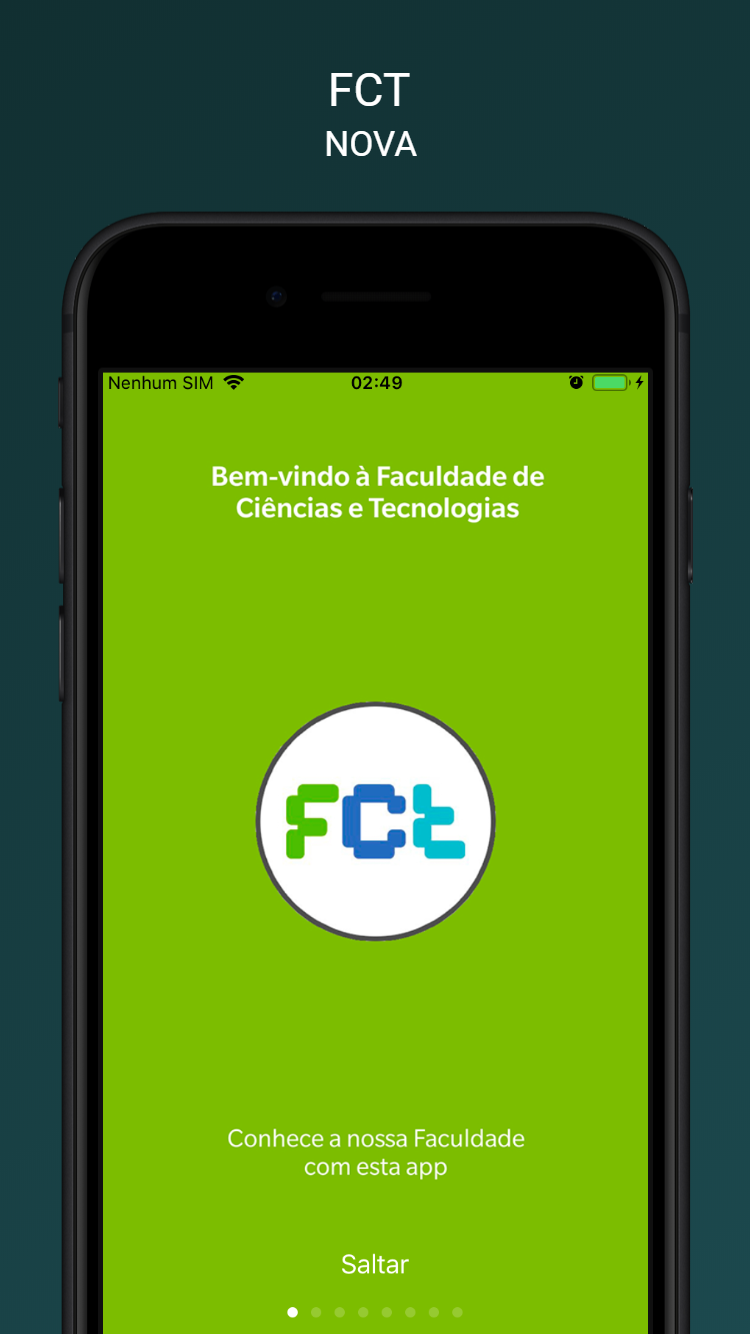 FCT
NOVA
Nenhum SIM 02:49
Bem-vindo à Faculdade de
Ciências e Tecnologias
FCt
Conhece a nossa Faculdade
com esta app
Saltar